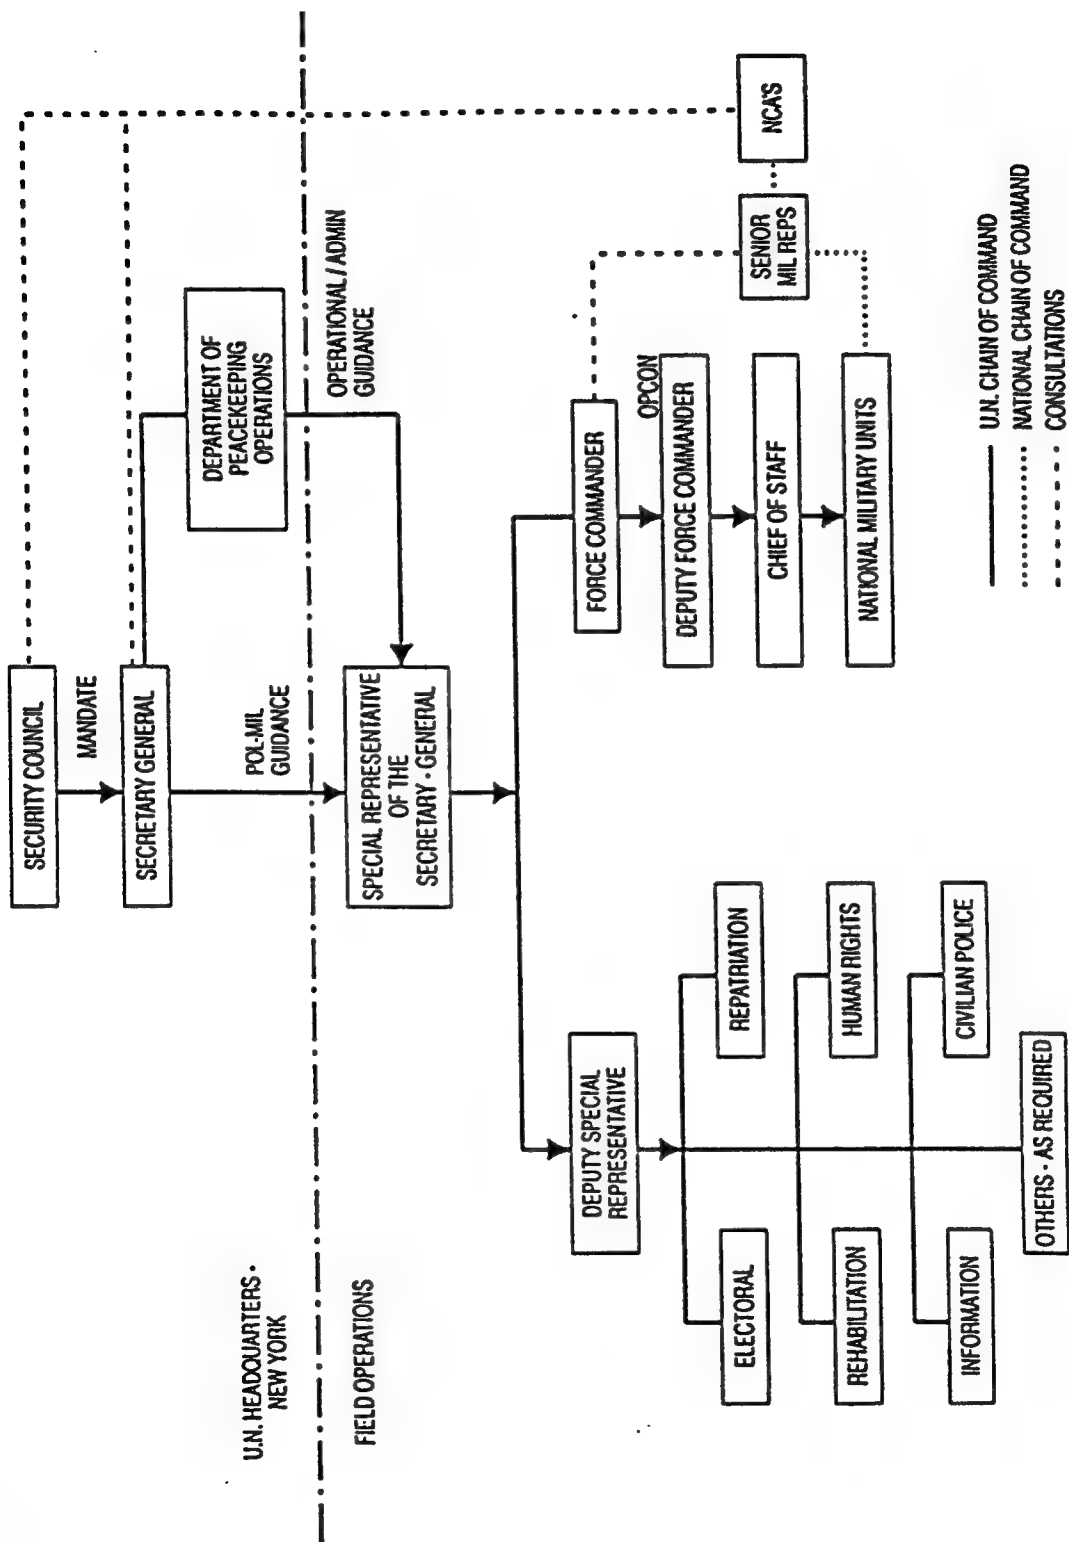 SECURITY COUNCIL
MANDATE
SECRETARY GENERAL
DEPARTMENT OF
PEACEKEEPING
OPERATIONS
U.N. HEADQUARTERS -
NEW YORK
POL-MIL
GUIDANCE
OPERATIONAL / ADMIN
GUIDANCE
FIELD OPERATIONS
SPECIAL REPRESENTATIVE
OF THE
SECRETARY - GENERAL
DEPUTY SPECIAL
REPRESENTATIVE
FORCE COMMANDER
OPCON
DEPUTY FORCE COMMANDER
CHIEF OF STAFF
NATIONAL MILITARY UNITS
SENIOR
MIL REPS
NCA'S
ELECTORAL
REPATRIATION
REHABILITATION
HUMAN RIGHTS
INFORMATION
CIVILIAN POLICE
OTHERS - AS REQUIRED
U.N. CHAIN OF COMMAND
NATIONAL CHAIN OF COMMAND
CONSULTATIONS